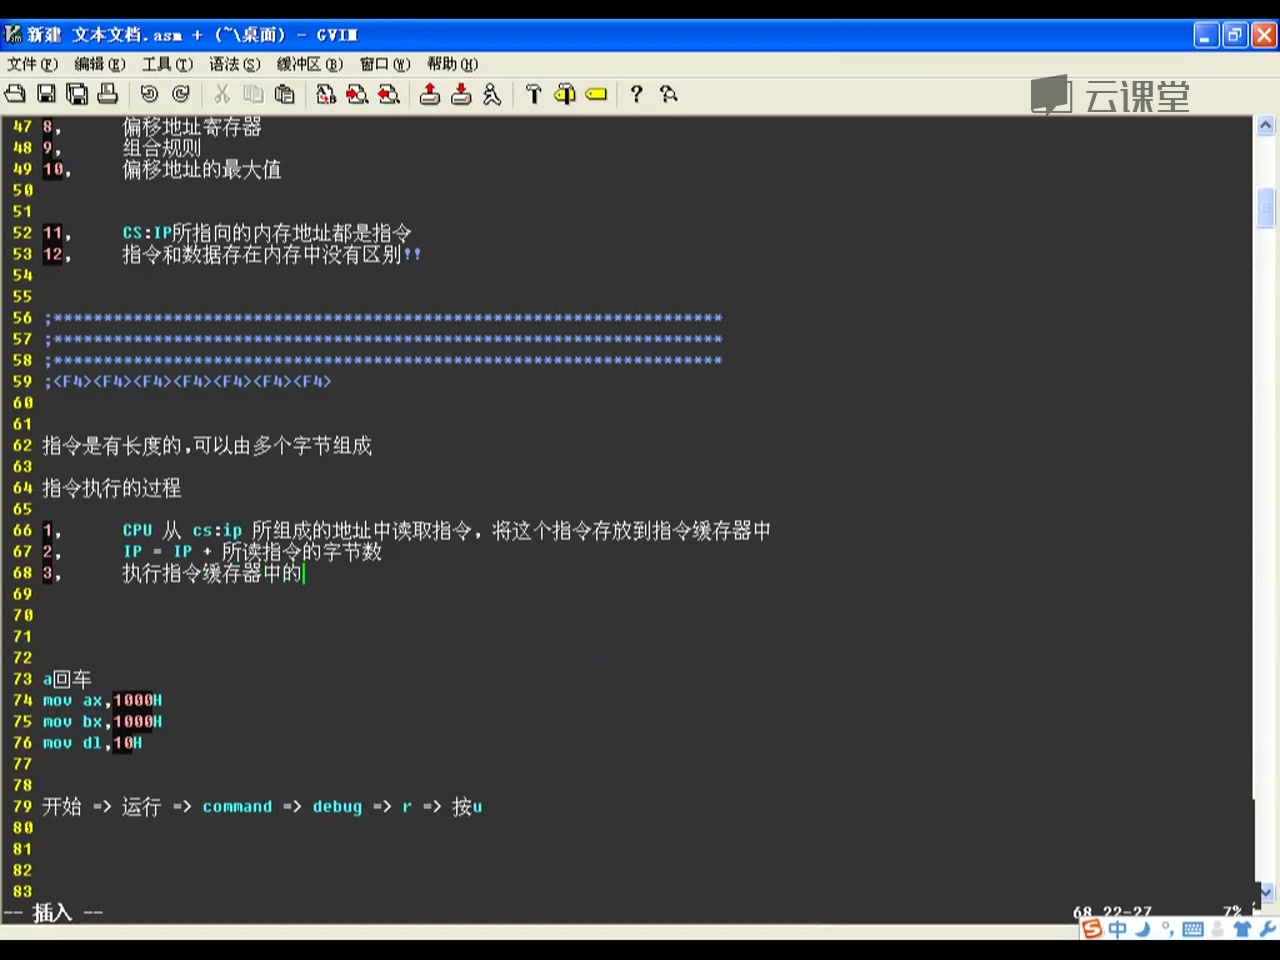 新建 文本文档.asm + (~\桌面) - GVIM
文件(F) 编辑(E) 工具(T) 语法(S) 缓冲区(B) 窗口(W) 帮助(H)
云课堂
47 8, 偏移地址寄存器
48 9, 组合规则
49 10, 偏移地址的最大值
50
51
52 11, CS:IP所指向的内存地址都是指令
53 12, 指令和数据存在内存中没有区别!!
54
55
56 ;*******************************************************************
57 ;*******************************************************************
58 ;*******************************************************************
59 ;<F4><F4><F4><F4><F4><F4><F4>
60
61
62 指令是有长度的,可以由多个字节组成
63
64 指令执行的过程
65
66 1, CPU 从 cs:ip 所组成的地址中读取指令，将这个指令存放到指令缓存器中
67 2, IP = IP + 所读指令的字节数
68 3, 执行指令缓存器中的
69
70
71
72
73 a回车
74 mov ax,1000H
75 mov bx,1000H
76 mov dl,10H
77
78
79 开始 => 运行 => command => debug => r => 按u
80
81
82
83
-- 插入 -- 68,22-27 7%
中